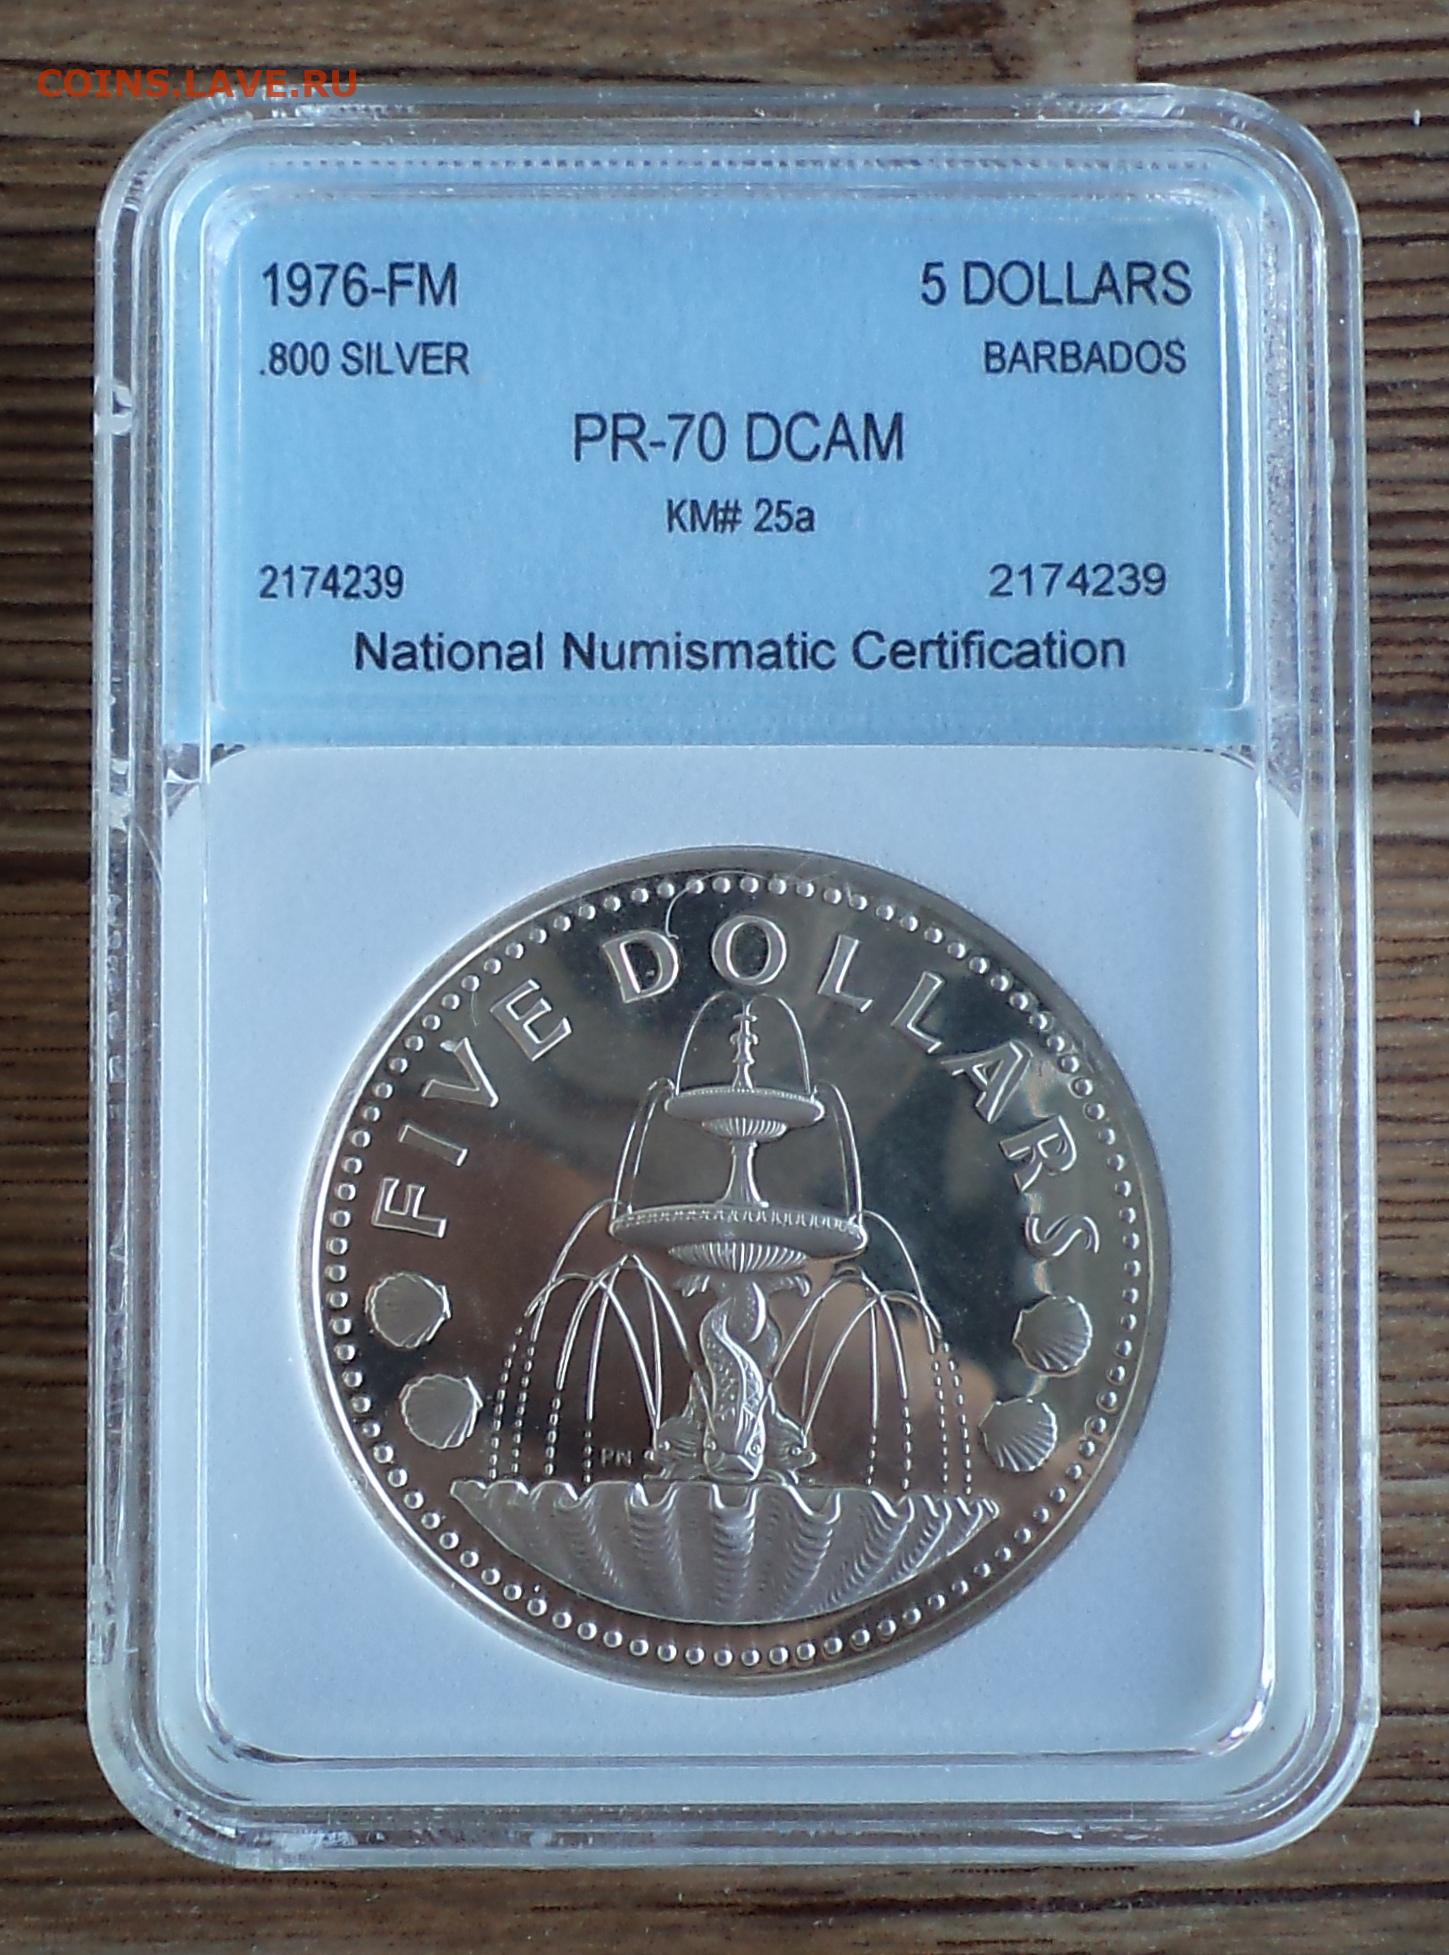 COINS.LAVE.RU
1976-FM 5 DOLLARS
.800 SILVER BARBADOS
PR-70 DCAM
KM# 25a
2174239 2174239
National Numismatic Certification
FIVE DOLLARS
PN